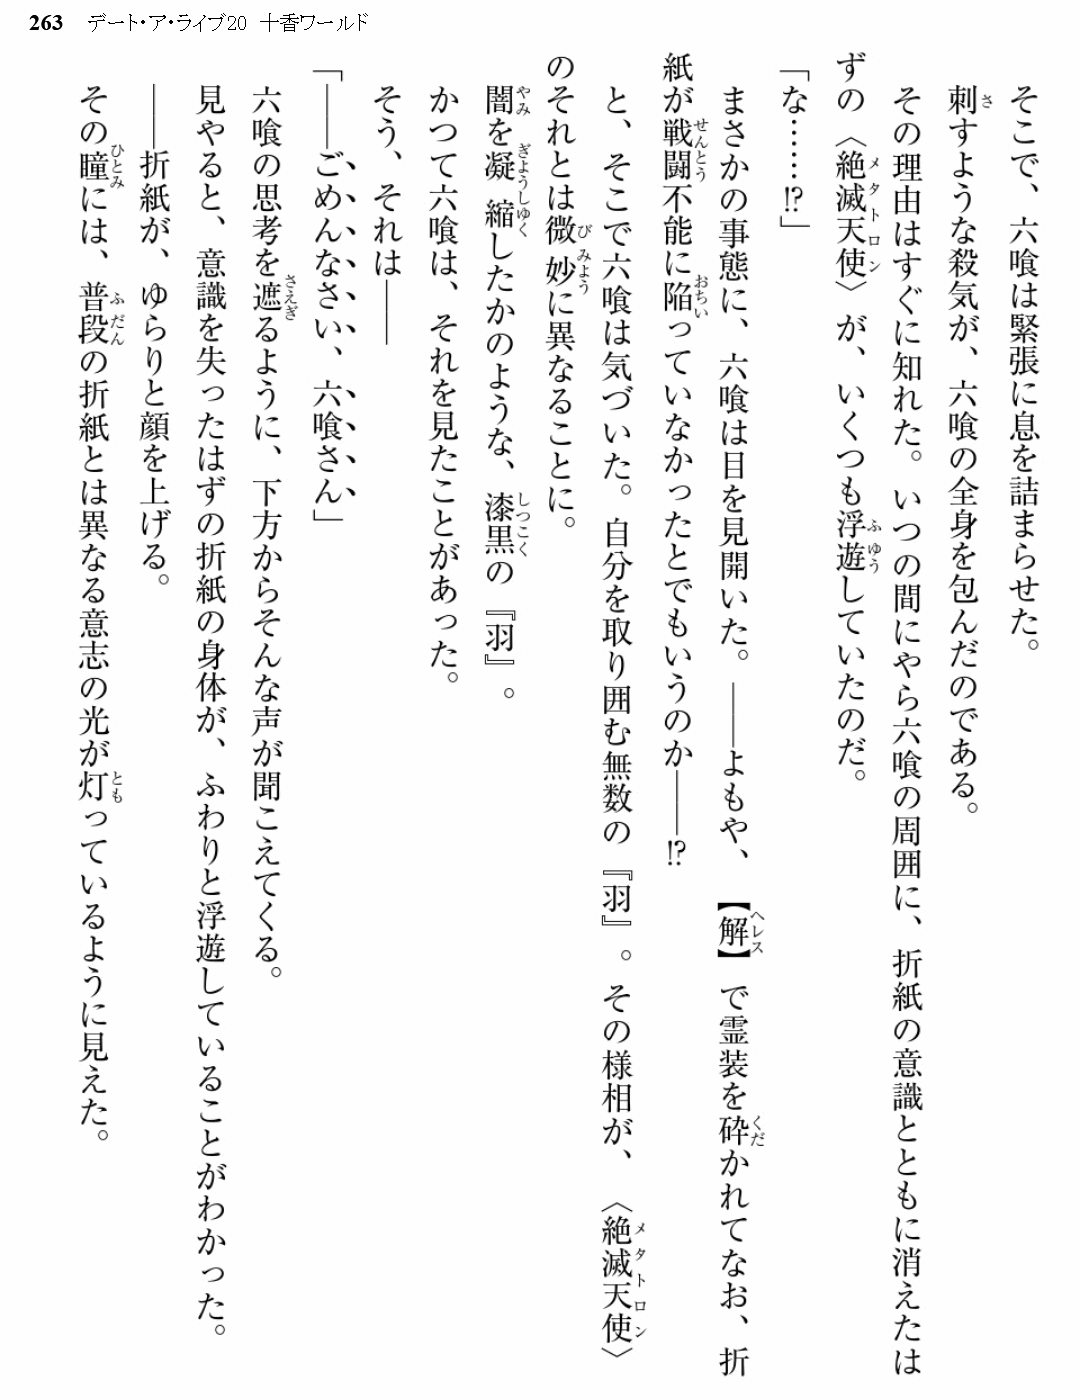 263 デート・ア・ライブ20 十香ワールド
そこで、六喰は緊張に息を詰まらせた。
刺すような殺気が、六喰の全身を包んだのである。
その理由はすぐに知れた。いつの間にやら六喰の周囲に、折紙の意識とともに消えたは
ずの〈絶滅天使〉が、いくつも浮遊していたのだ。
「な……!?」
まさかの事態に、六喰は目を見開いた。――よもや、【解】で霊装を砕かれてなお、折
紙が戦闘不能に陥っていなかったとでもいうのか――!?
と、そこで六喰は気づいた。自分を取り囲む無数の『羽』。その様相が、〈絶滅天使〉
のそれとは微妙に異なることに。
闇を凝縮したかのような、漆黒の『羽』。
かつて六喰は、それを見たことがあった。
そう、それは――
「――ごめんなさい、六喰さん」
六喰の思考を遮るように、下方からそんな声が聞こえてくる。
見やると、意識を失ったはずの折紙の身体が、ふわりと浮遊していることがわかった。
――折紙が、ゆらりと顔を上げる。
その瞳には、普段の折紙とは異なる意志の光が灯っているように見えた。